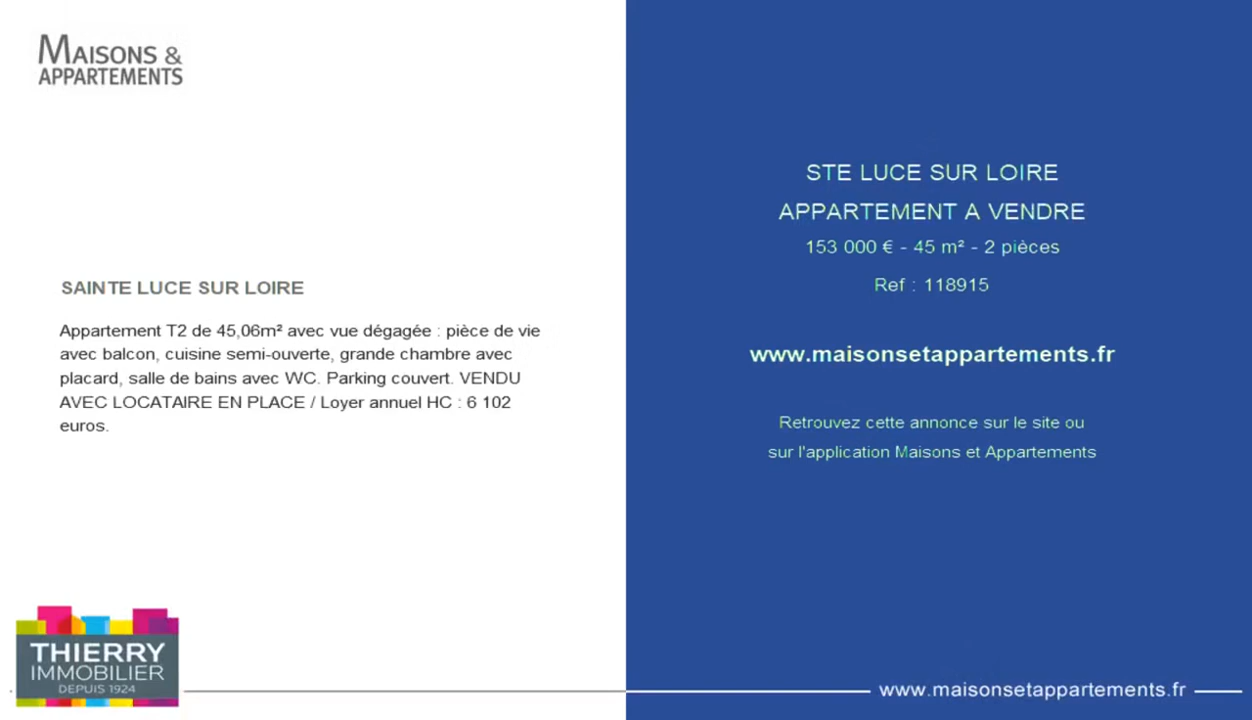 MAISONS &
APPARTEMENTS
SAINTE LUCE SUR LOIRE
Appartement T2 de 45,06m² avec vue dégagée : pièce de vie
avec balcon, cuisine semi-ouverte, grande chambre avec
placard, salle de bains avec WC. Parking couvert. VENDU
AVEC LOCATAIRE EN PLACE / Loyer annuel HC : 6 102
euros.
THIERRY
IMMOBILIER
DEPUIS 1924
STE LUCE SUR LOIRE
APPARTEMENT A VENDRE
153 000 € - 45 m² - 2 pièces
Ref : 118915
www.maisonsetappartements.fr
Retrouvez cette annonce sur le site ou
sur l'application Maisons et Appartements
www.maisonsetappartements.fr